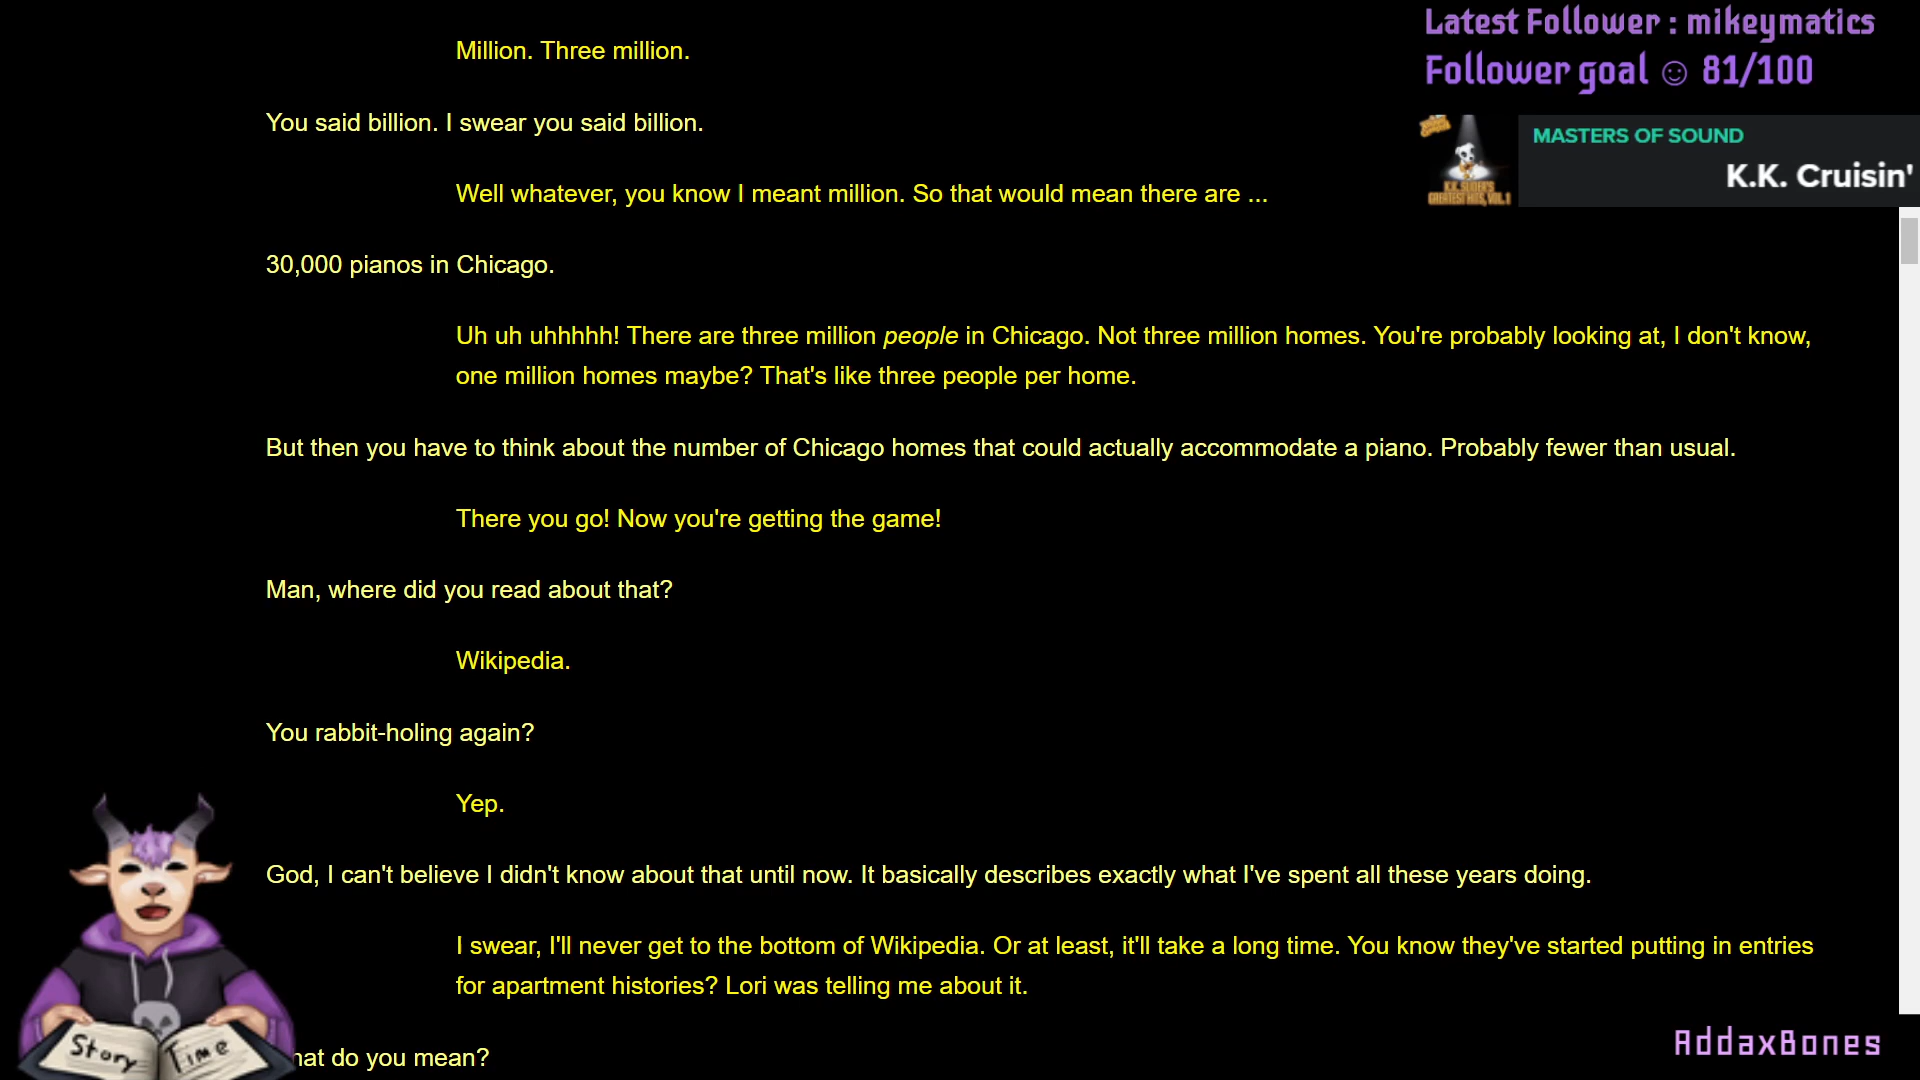 Million. Three million.
You said billion. I swear you said billion.
Well whatever, you know I meant million. So that would mean there are ...
30,000 pianos in Chicago.
Uh uh uhhhhh! There are three million people in Chicago. Not three million homes. You're probably looking at, I don't know,
one million homes maybe? That's like three people per home.
But then you have to think about the number of Chicago homes that could actually accommodate a piano. Probably fewer than usual.
There you go! Now you're getting the game!
Man, where did you read about that?
Wikipedia.
You rabbit-holing again?
Yep.
God, I can't believe I didn't know about that until now. It basically describes exactly what I've spent all these years doing.
I swear, I'll never get to the bottom of Wikipedia. Or at least, it'll take a long time. You know they've started putting in entries
for apartment histories? Lori was telling me about it.
hat do you mean?
Latest Follower : mikeymatics
Follower goal ☺ 81/100
MASTERS OF SOUND
K.K. Cruisin'
K.K. SLIDER'S
GREATEST HITS, VOL. 1
Story Time
AddaxBones